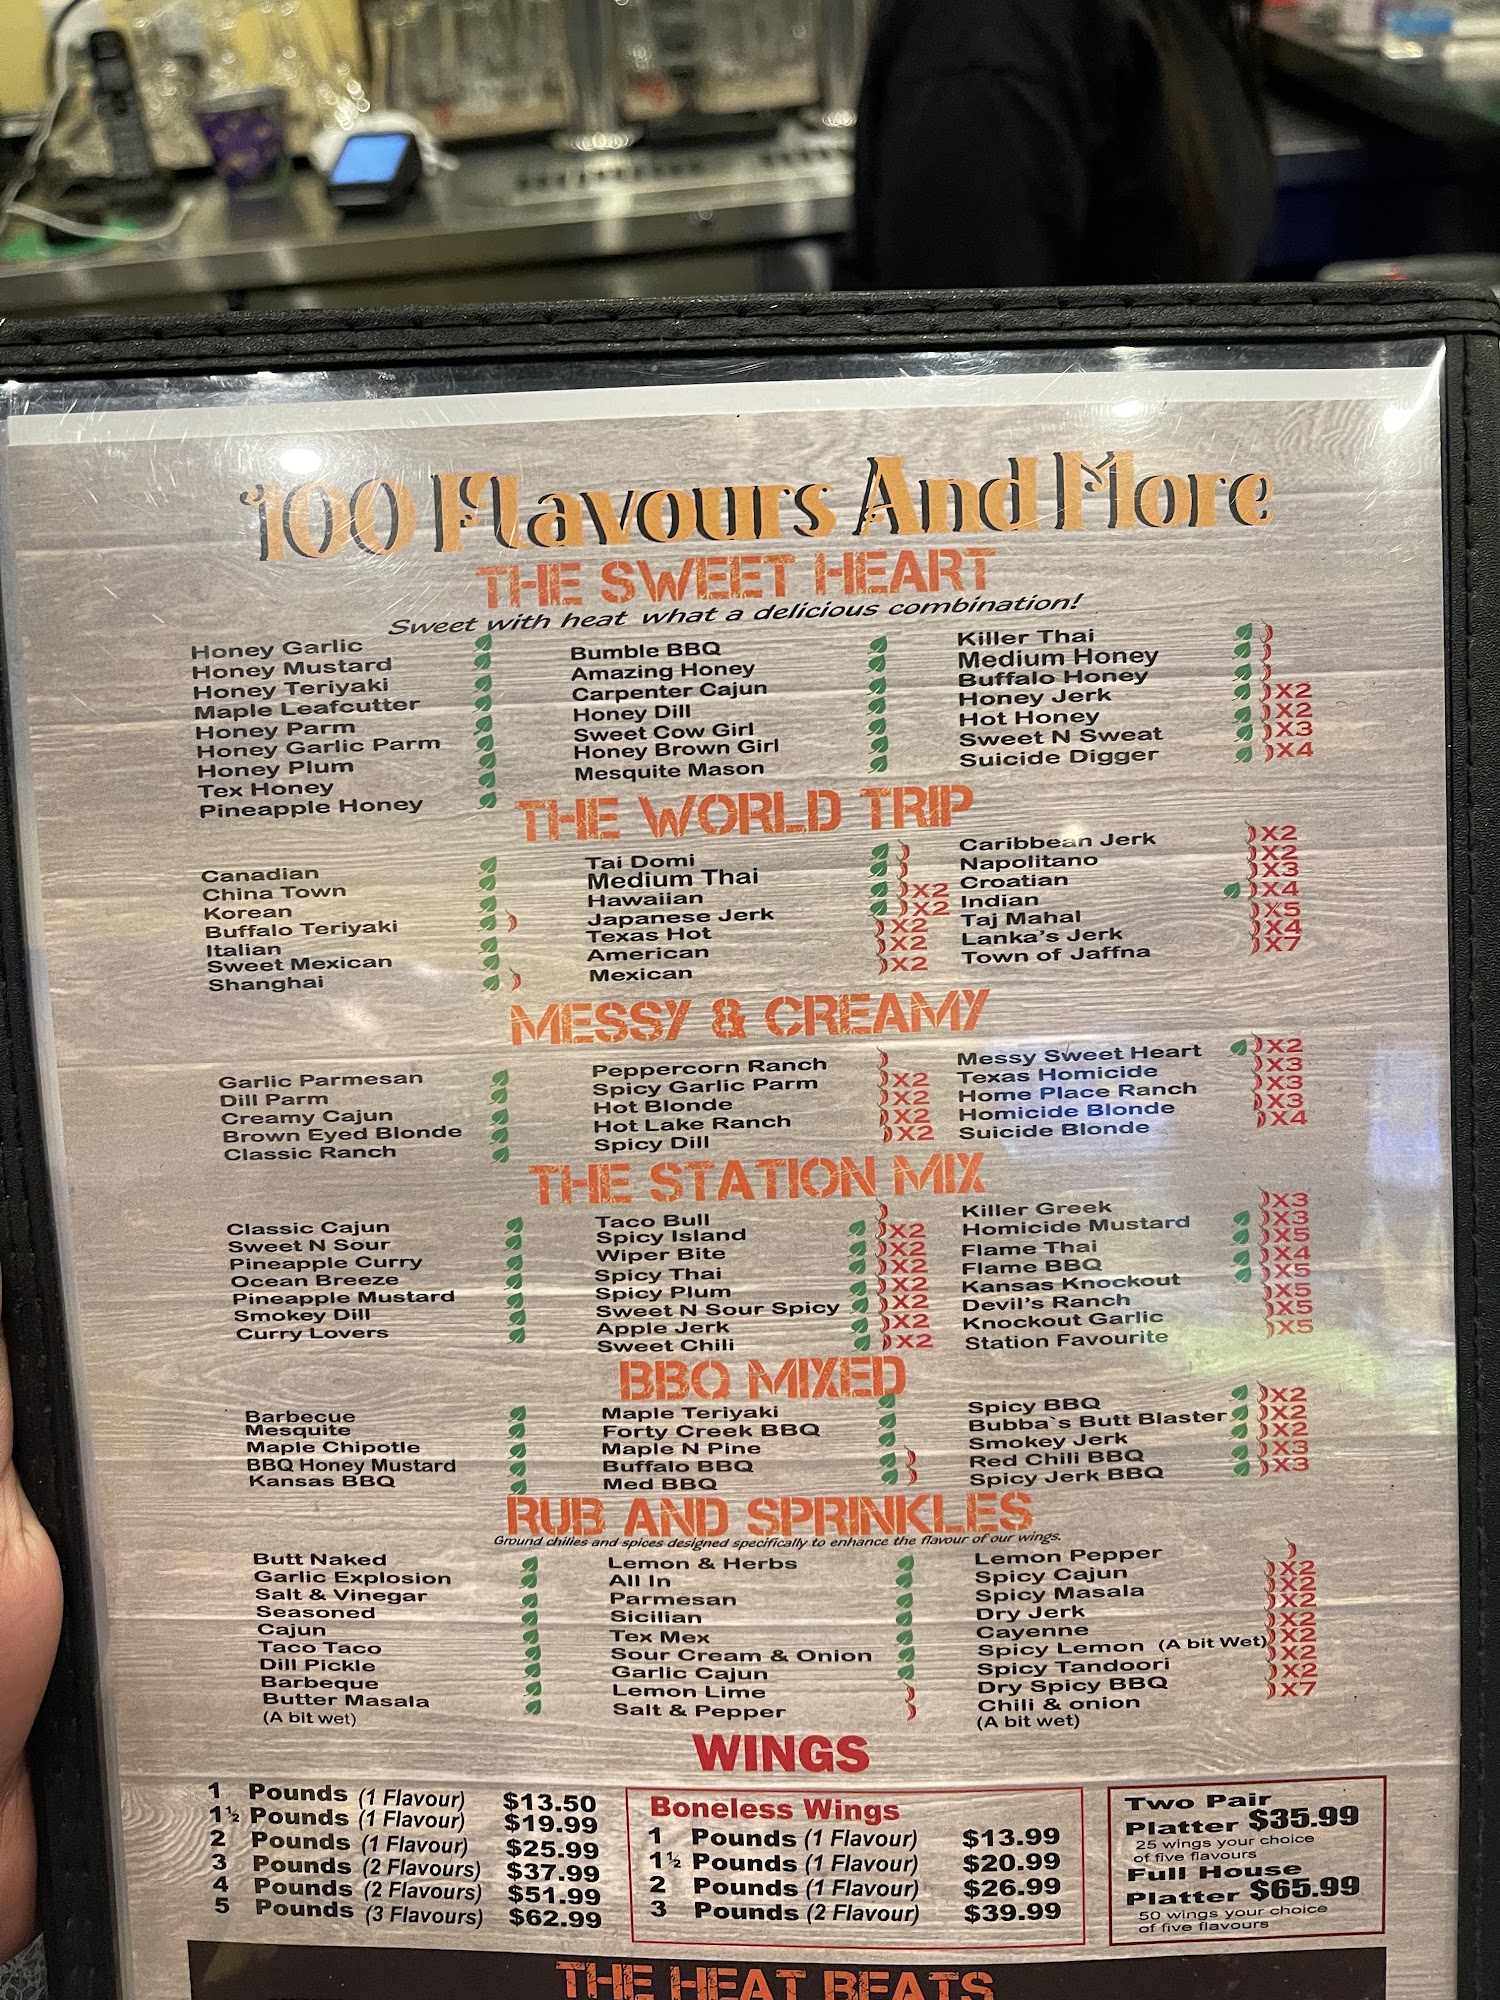 100 Flavours And More
THE SWEET HEART
Sweet with heat what a delicious combination!
Honey Garlic
Honey Mustard
Honey Teriyaki
Maple Leafcutter
Honey Parm
Honey Garlic Parm
Honey Plum
Tex Honey
Pineapple Honey
Bumble BBQ
Amazing Honey
Carpenter Cajun
Honey Dill
Sweet Cow Girl
Honey Brown Girl
Mesquite Mason
Killer Thai
Medium Honey
Buffalo Honey
Honey Jerk X2
Hot Honey X2
Sweet N Sweat X3
Suicide Digger X4
THE WORLD TRIP
Canadian
China Town
Korean
Buffalo Teriyaki
Italian
Sweet Mexican
Shanghai
Tai Domi
Medium Thai
Hawaiian X2
Japanese Jerk X2
Texas Hot X2
American X2
Mexican X2
Caribbean Jerk X2
Napolitano X2
Croatian X3
Indian X4
Taj Mahal X5
Lanka's Jerk X4
Town of Jaffna X7
MESSY & CREAMY
Garlic Parmesan
Dill Parm
Creamy Cajun
Brown Eyed Blonde
Classic Ranch
Peppercorn Ranch
Spicy Garlic Parm X2
Hot Blonde X2
Hot Lake Ranch X2
Spicy Dill X2
Messy Sweet Heart X2
Texas Homicide X3
Home Place Ranch X3
Homicide Blonde X3
Suicide Blonde X4
THE STATION MIX
Classic Cajun
Sweet N Sour
Pineapple Curry
Ocean Breeze
Pineapple Mustard
Smokey Dill
Curry Lovers
Taco Bull
Spicy Island X2
Wiper Bite X2
Spicy Thai X2
Spicy Plum X2
Sweet N Sour Spicy X2
Apple Jerk X2
Sweet Chili X2
Killer Greek X3
Homicide Mustard X3
Flame Thai X5
Flame BBQ X4
Kansas Knockout X5
Devil's Ranch X5
Knockout Garlic X5
Station Favourite X5
BBQ MIXED
Barbecue
Mesquite
Maple Chipotle
BBQ Honey Mustard
Kansas BBQ
Maple Teriyaki
Forty Creek BBQ
Maple N Pine
Buffalo BBQ
Med BBQ
Spicy BBQ X2
Bubba`s Butt Blaster X2
Smokey Jerk X2
Red Chili BBQ X3
Spicy Jerk BBQ X3
RUB AND SPRINKLES
Ground chilies and spices designed specifically to enhance the flavour of our wings.
Butt Naked
Garlic Explosion
Salt & Vinegar
Seasoned
Cajun
Taco Taco
Dill Pickle
Barbeque
Butter Masala
(A bit wet)
Lemon & Herbs
All In
Parmesan
Sicilian
Tex Mex
Sour Cream & Onion
Garlic Cajun
Lemon Lime
Salt & Pepper
Lemon Pepper
Spicy Cajun X2
Spicy Masala X2
Dry Jerk X2
Cayenne X2
Spicy Lemon (A bit Wet) X2
Spicy Tandoori X2
Dry Spicy BBQ X2
Chili & onion X7
(A bit wet)
WINGS
1 Pounds (1 Flavour) $13.50
1½ Pounds (1 Flavour) $19.99
2 Pounds (1 Flavour) $25.99
3 Pounds (2 Flavours) $37.99
4 Pounds (2 Flavours) $51.99
5 Pounds (3 Flavours) $62.99
Boneless Wings
1 Pounds (1 Flavour) $13.99
1½ Pounds (1 Flavour) $20.99
2 Pounds (1 Flavour) $26.99
3 Pounds (2 Flavour) $39.99
Two Pair
Platter $35.99
25 wings your choice
of five flavours
Full House
Platter $65.99
50 wings your choice
of five flavours
THE HEAT BEATS